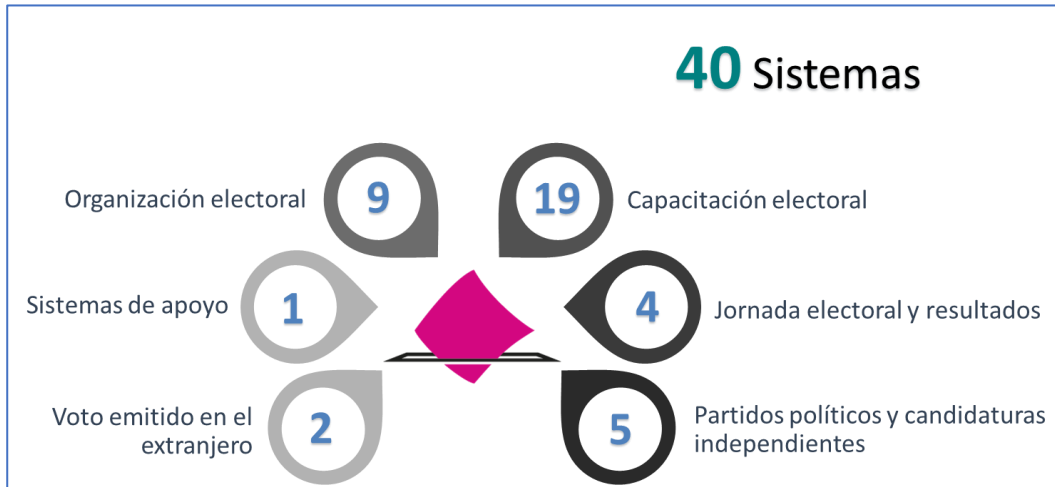 40 Sistemas
Organización electoral
9
19
Capacitación electoral
Sistemas de apoyo
1
4
Jornada electoral y resultados
Voto emitido en el
extranjero
2
5
Partidos políticos y candidaturas
independientes